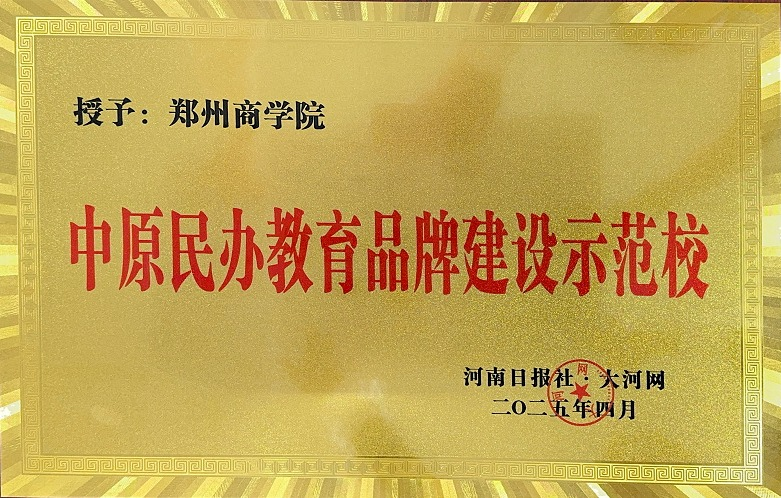 授予：郑州商学院
中原民办教育品牌建设示范校
河南日报社·大河网
二〇二五年四月